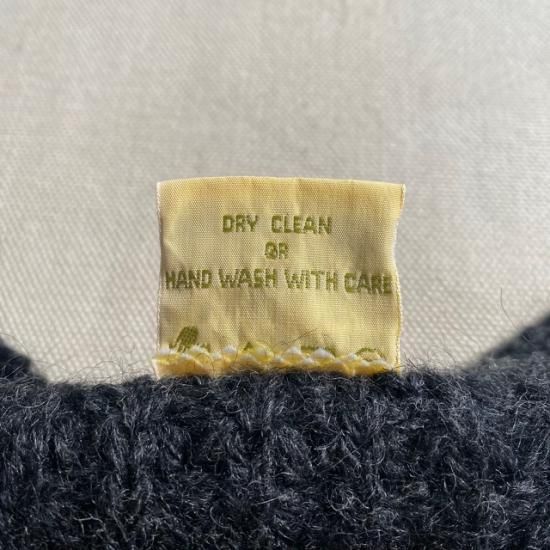 DRY CLEAN
OR
HAND WASH WITH CARE